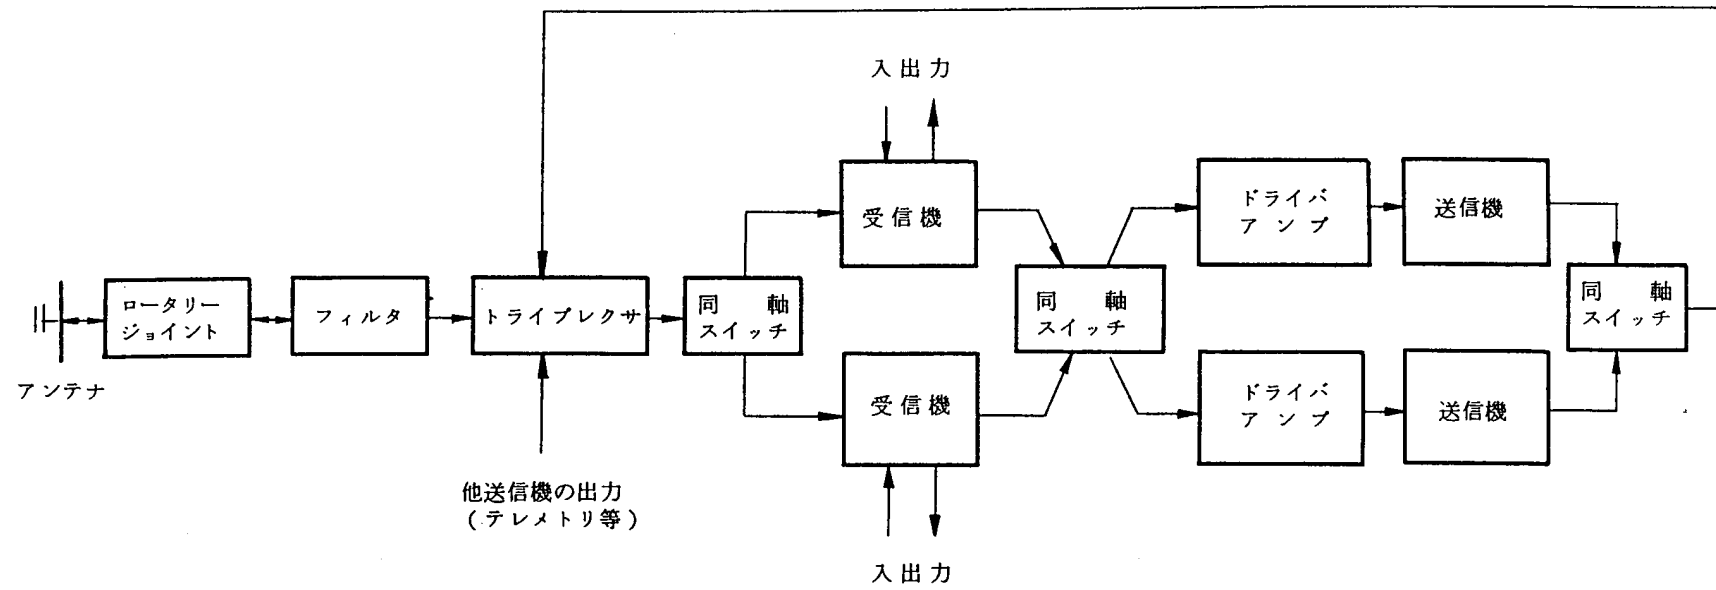 入出力
受信機
ドライバ
アンプ
送信機
ロータリー
ジョイント
フィルタ
トライプレクサ
同軸
スイッチ
同軸
スイッチ
同軸
スイッチ
アンテナ
受信機
ドライバ
アンプ
送信機
他送信機の出力
(テレメトリ等)
入出力